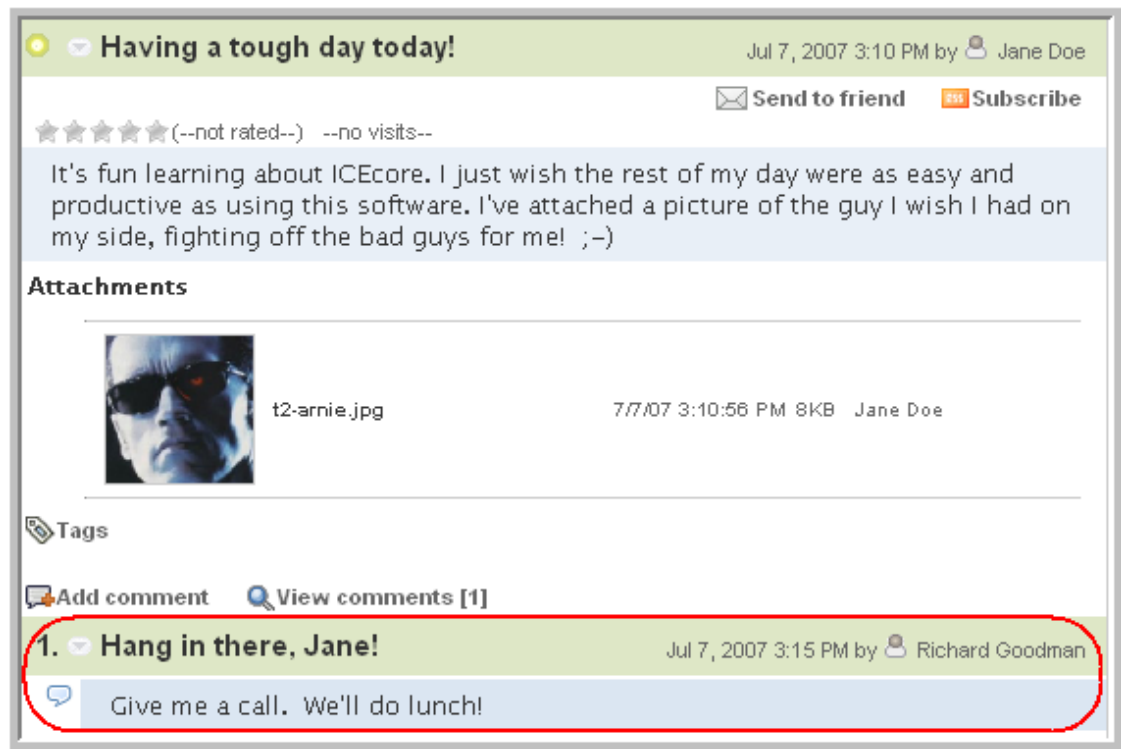 Having a tough day today! Jul 7, 2007 3:10 PM by Jane Doe
Send to friend RSS Subscribe
(--not rated--) --no visits--
It's fun learning about ICEcore. I just wish the rest of my day were as easy and
productive as using this software. I've attached a picture of the guy I wish I had on
my side, fighting off the bad guys for me! ;-)
Attachments
t2-arnie.jpg 7/7/07 3:10:56 PM 8KB Jane Doe
Tags
Add comment View comments [1]
1. Hang in there, Jane! Jul 7, 2007 3:15 PM by Richard Goodman
Give me a call. We'll do lunch!